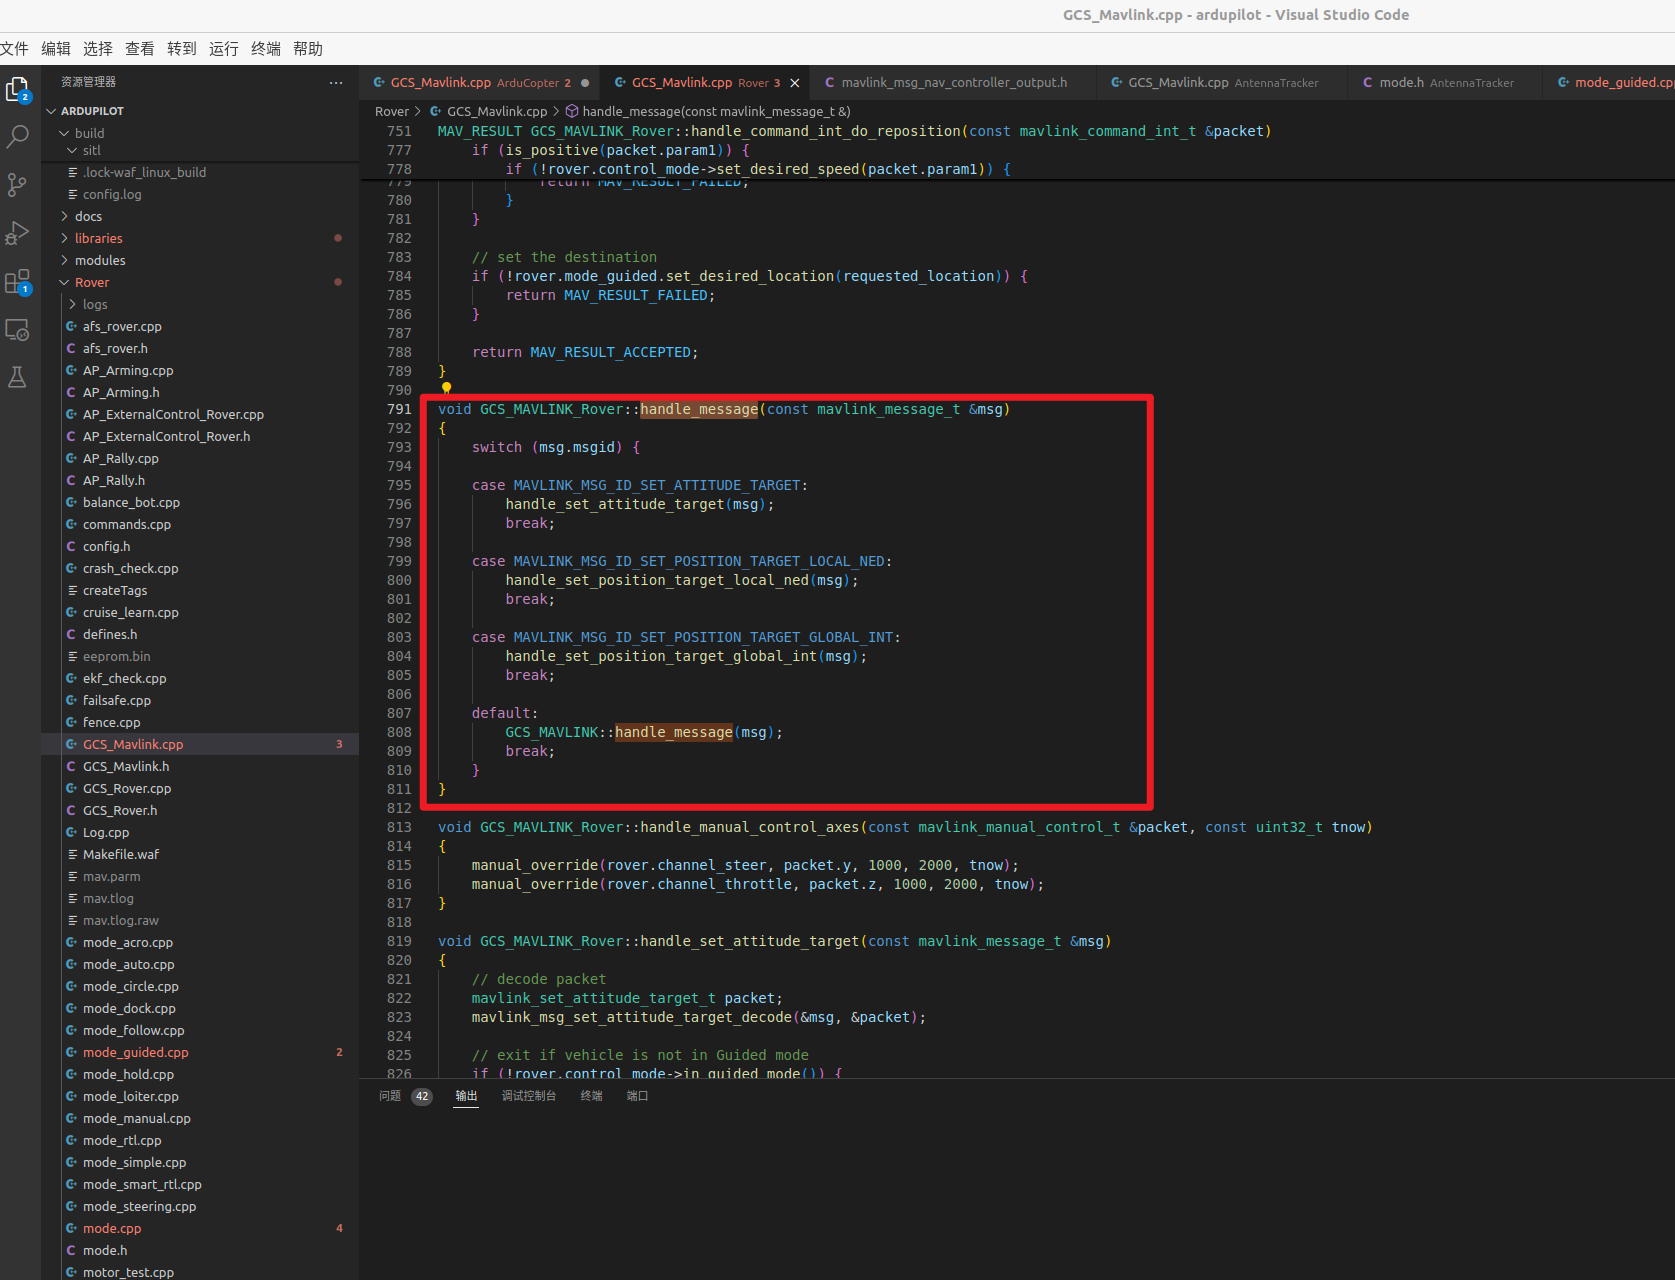 GCS_Mavlink.cpp - ardupilot - Visual Studio Code
文件 编辑 选择 查看 转到 运行 终端 帮助
资源管理器 ···
ARDUPILOT
build
sitl
.lock-waf_linux_build
config.log
docs
libraries
modules
Rover
logs
afs_rover.cpp
afs_rover.h
AP_Arming.cpp
AP_Arming.h
AP_ExternalControl_Rover.cpp
AP_ExternalControl_Rover.h
AP_Rally.cpp
AP_Rally.h
balance_bot.cpp
commands.cpp
config.h
crash_check.cpp
createTags
cruise_learn.cpp
defines.h
eeprom.bin
ekf_check.cpp
failsafe.cpp
fence.cpp
GCS_Mavlink.cpp 3
GCS_Mavlink.h
GCS_Rover.cpp
GCS_Rover.h
Log.cpp
Makefile.waf
mav.parm
mav.tlog
mav.tlog.raw
mode_acro.cpp
mode_auto.cpp
mode_circle.cpp
mode_dock.cpp
mode_follow.cpp
mode_guided.cpp 2
mode_hold.cpp
mode_loiter.cpp
mode_manual.cpp
mode_rtl.cpp
mode_simple.cpp
mode_smart_rtl.cpp
mode_steering.cpp
mode.cpp 4
mode.h
motor_test.cpp
2
1
GCS_Mavlink.cpp ArduCopter 2 GCS_Mavlink.cpp Rover 3 mavlink_msg_nav_controller_output.h GCS_Mavlink.cpp AntennaTracker mode.h AntennaTracker mode_guided.cpp
Rover > GCS_Mavlink.cpp > handle_message(const mavlink_message_t &)
751 MAV_RESULT GCS_MAVLINK_Rover::handle_command_int_do_reposition(const mavlink_command_int_t &packet)
777 if (is_positive(packet.param1)) {
778 if (!rover.control_mode->set_desired_speed(packet.param1)) {
779 return MAV_RESULT_FAILED;
780 }
781 }
782
783 // set the destination
784 if (!rover.mode_guided.set_desired_location(requested_location)) {
785 return MAV_RESULT_FAILED;
786 }
787
788 return MAV_RESULT_ACCEPTED;
789 }
790
791 void GCS_MAVLINK_Rover::handle_message(const mavlink_message_t &msg)
792 {
793 switch (msg.msgid) {
794
795 case MAVLINK_MSG_ID_SET_ATTITUDE_TARGET:
796 handle_set_attitude_target(msg);
797 break;
798
799 case MAVLINK_MSG_ID_SET_POSITION_TARGET_LOCAL_NED:
800 handle_set_position_target_local_ned(msg);
801 break;
802
803 case MAVLINK_MSG_ID_SET_POSITION_TARGET_GLOBAL_INT:
804 handle_set_position_target_global_int(msg);
805 break;
806
807 default:
808 GCS_MAVLINK::handle_message(msg);
809 break;
810 }
811 }
812
813 void GCS_MAVLINK_Rover::handle_manual_control_axes(const mavlink_manual_control_t &packet, const uint32_t tnow)
814 {
815 manual_override(rover.channel_steer, packet.y, 1000, 2000, tnow);
816 manual_override(rover.channel_throttle, packet.z, 1000, 2000, tnow);
817 }
818
819 void GCS_MAVLINK_Rover::handle_set_attitude_target(const mavlink_message_t &msg)
820 {
821 // decode packet
822 mavlink_set_attitude_target_t packet;
823 mavlink_msg_set_attitude_target_decode(&msg, &packet);
824
825 // exit if vehicle is not in Guided mode
826 if (!rover.control_mode->in_guided_mode()) {
问题 42 输出 调试控制台 终端 端口